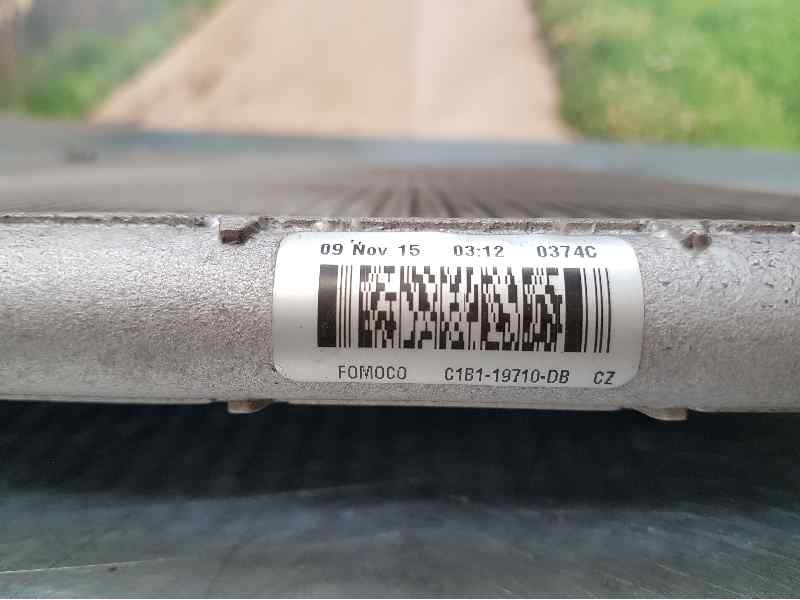 09 Nov 15 03:12 0374C
FOMOCO C1B1-19710-DB CZ